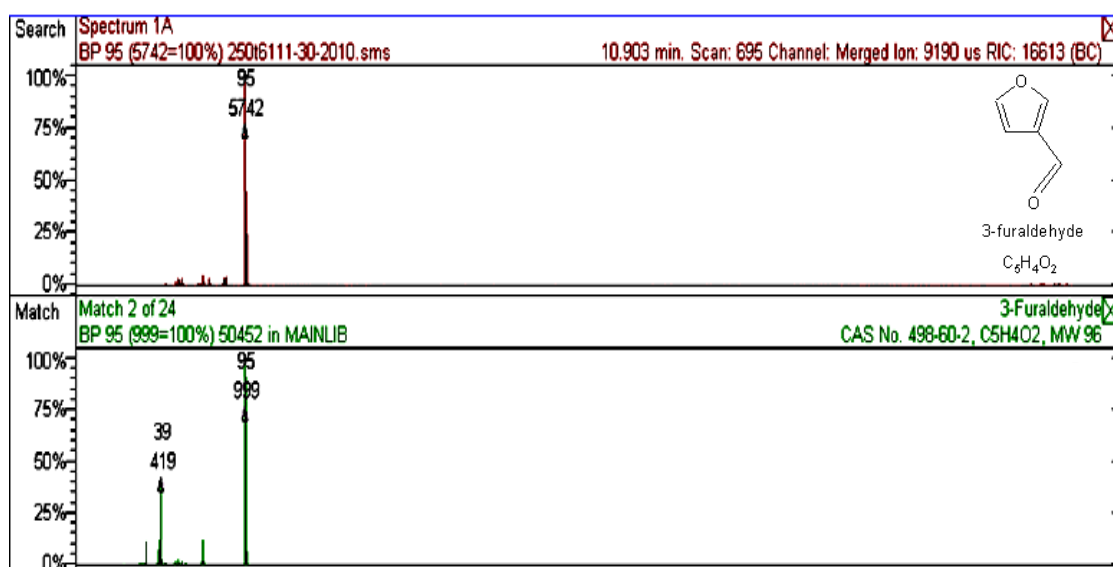 Search
Spectrum 1A
BP 95 (5742=100%) 250t6111-30-2010.sms 10.903 min. Scan: 695 Channel: Merged Ion: 9190 us RIC: 16613 (BC)
100%
75%
50%
25%
0%
95
5742
O
O
3-furaldehyde
C₅H₄O₂
Match
Match 2 of 24 3-Furaldehyde
BP 95 (999=100%) 50452 in MAINLIB CAS No. 498-60-2, C5H4O2, MW 96
100%
75%
50%
25%
0%
95
999
39
419